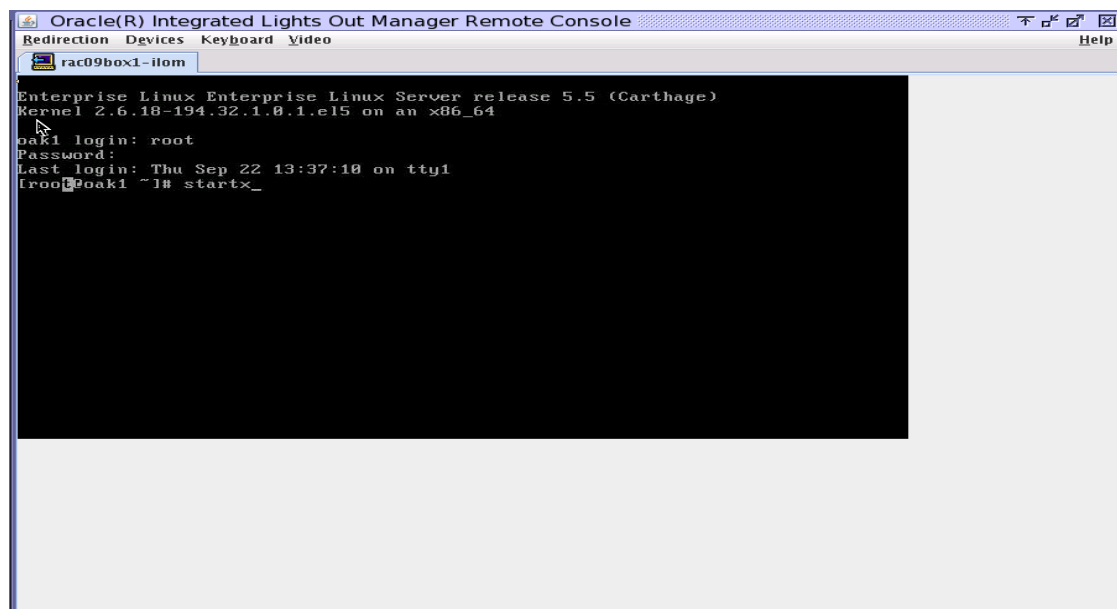 Oracle(R) Integrated Lights Out Manager Remote Console
Redirection Devices Keyboard Video Help
rac09box1-ilom
Enterprise Linux Enterprise Linux Server release 5.5 (Carthage)
Kernel 2.6.18-194.32.1.0.1.el5 on an x86_64
oak1 login: root
Password:
Last login: Thu Sep 22 13:37:10 on tty1
[root@oak1 ~]# startx_